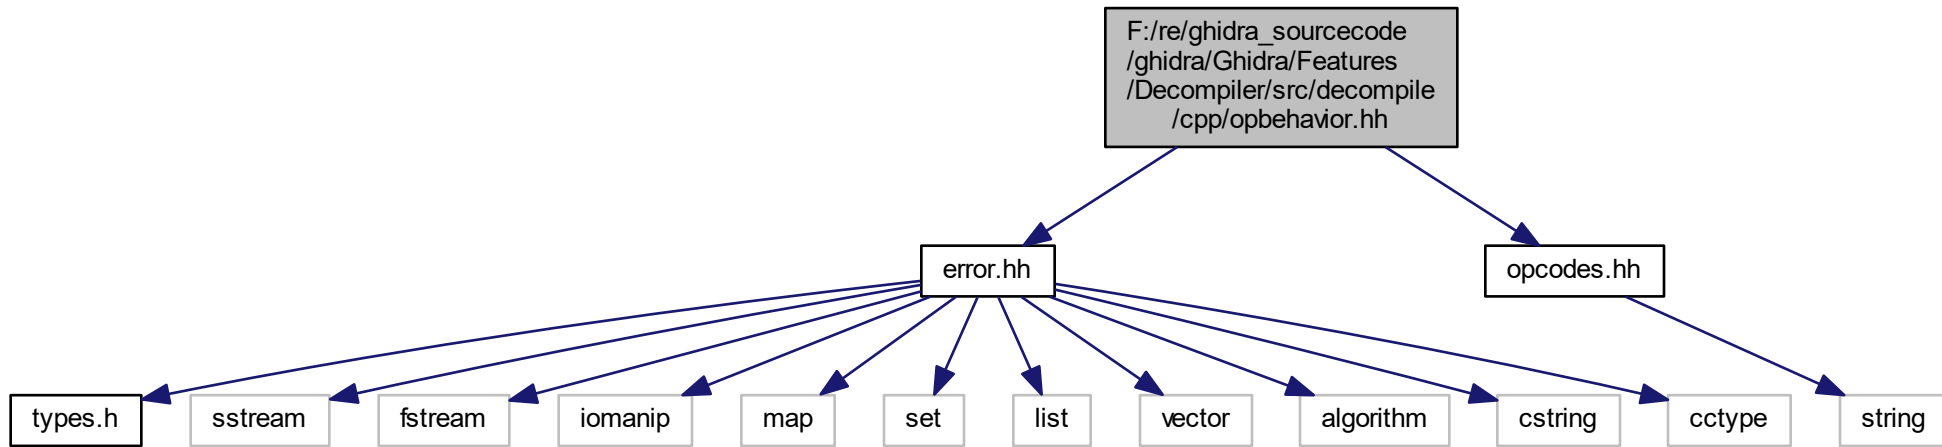 F:/re/ghidra_sourcecode
/ghidra/Ghidra/Features
/Decompiler/src/decompile
/cpp/opbehavior.hh
error.hh
opcodes.hh
types.h
sstream
fstream
iomanip
map
set
list
vector
algorithm
cstring
cctype
string